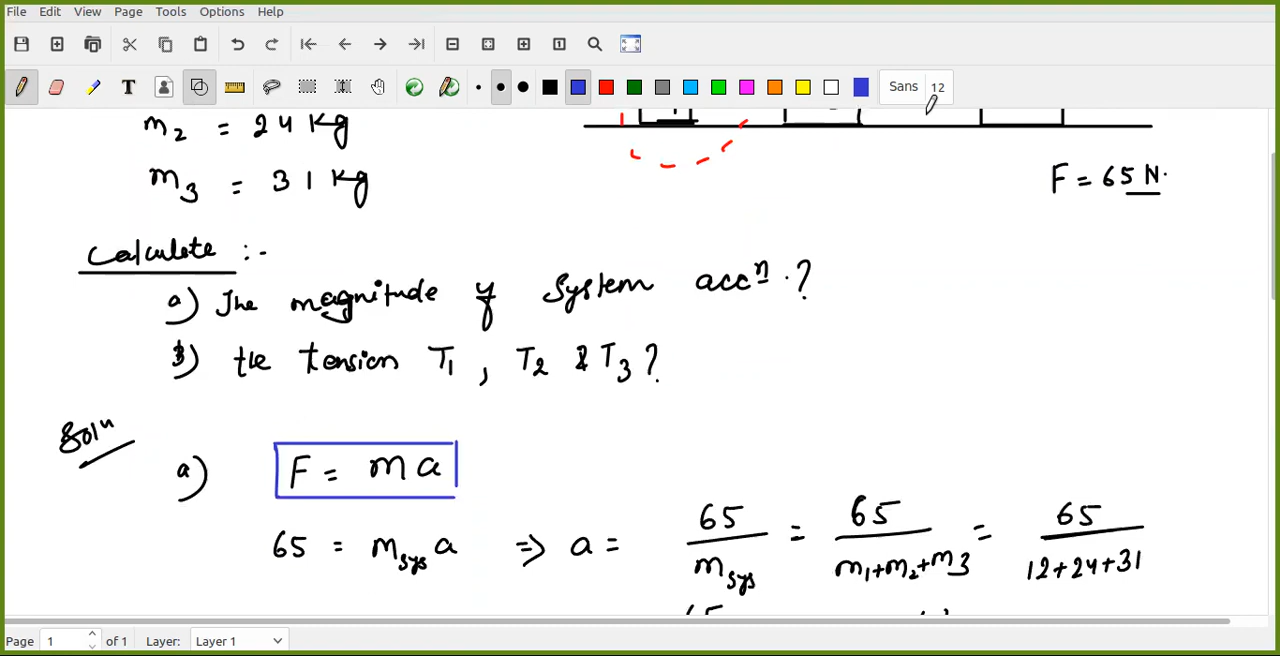 File Edit View Page Tools Options Help
Sans 12
m2 = 24 Kg
m3 = 31 Kg
F = 65 N.
Calculate :-
a) The magnitude of System accn. ?
b) the tension T1, T2 & T3 ?
Soln
a) F = ma
65 = msys a => a = 65/msys = 65/m1+m2+m3 = 65/12+24+31
65
Page 1 of 1 Layer: Layer 1